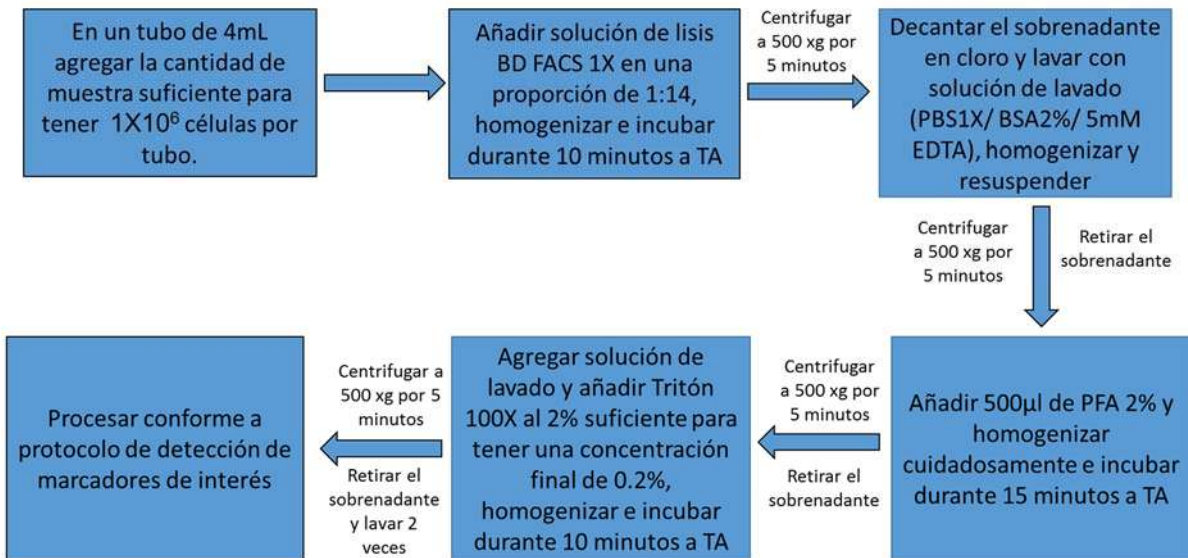 En un tubo de 4mL
agregar la cantidad de
muestra suficiente para
tener 1X10⁶ células por
tubo.
Añadir solución de lisis
BD FACS 1X en una
proporción de 1:14,
homogenizar e incubar
durante 10 minutos a TA
Centrifugar
a 500 xg por
5 minutos
Decantar el sobrenadante
en cloro y lavar con
solución de lavado
(PBS1X/ BSA2%/ 5mM
EDTA), homogenizar y
resuspender
Centrifugar
a 500 xg por
5 minutos
Retirar el
sobrenadante
Añadir 500µl de PFA 2% y
homogenizar
cuidadosamente e incubar
durante 15 minutos a TA
Centrifugar
a 500 xg por
5 minutos
Retirar el
sobrenadante
Agregar solución de
lavado y añadir Tritón
100X al 2% suficiente para
tener una concentración
final de 0.2%,
homogenizar e incubar
durante 10 minutos a TA
Centrifugar a
500 xg por 5
minutos
Retirar el
sobrenadante
y lavar 2
veces
Procesar conforme a
protocolo de detección de
marcadores de interés